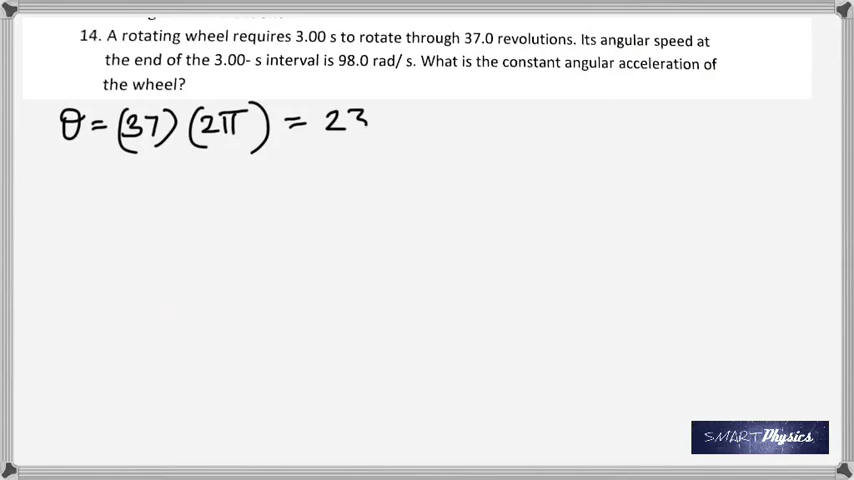 14. A rotating wheel requires 3.00 s to rotate through 37.0 revolutions. Its angular speed at
the end of the 3.00- s interval is 98.0 rad/ s. What is the constant angular acceleration of
the wheel?
θ = (37) (2π) = 23
SMARTPhysics